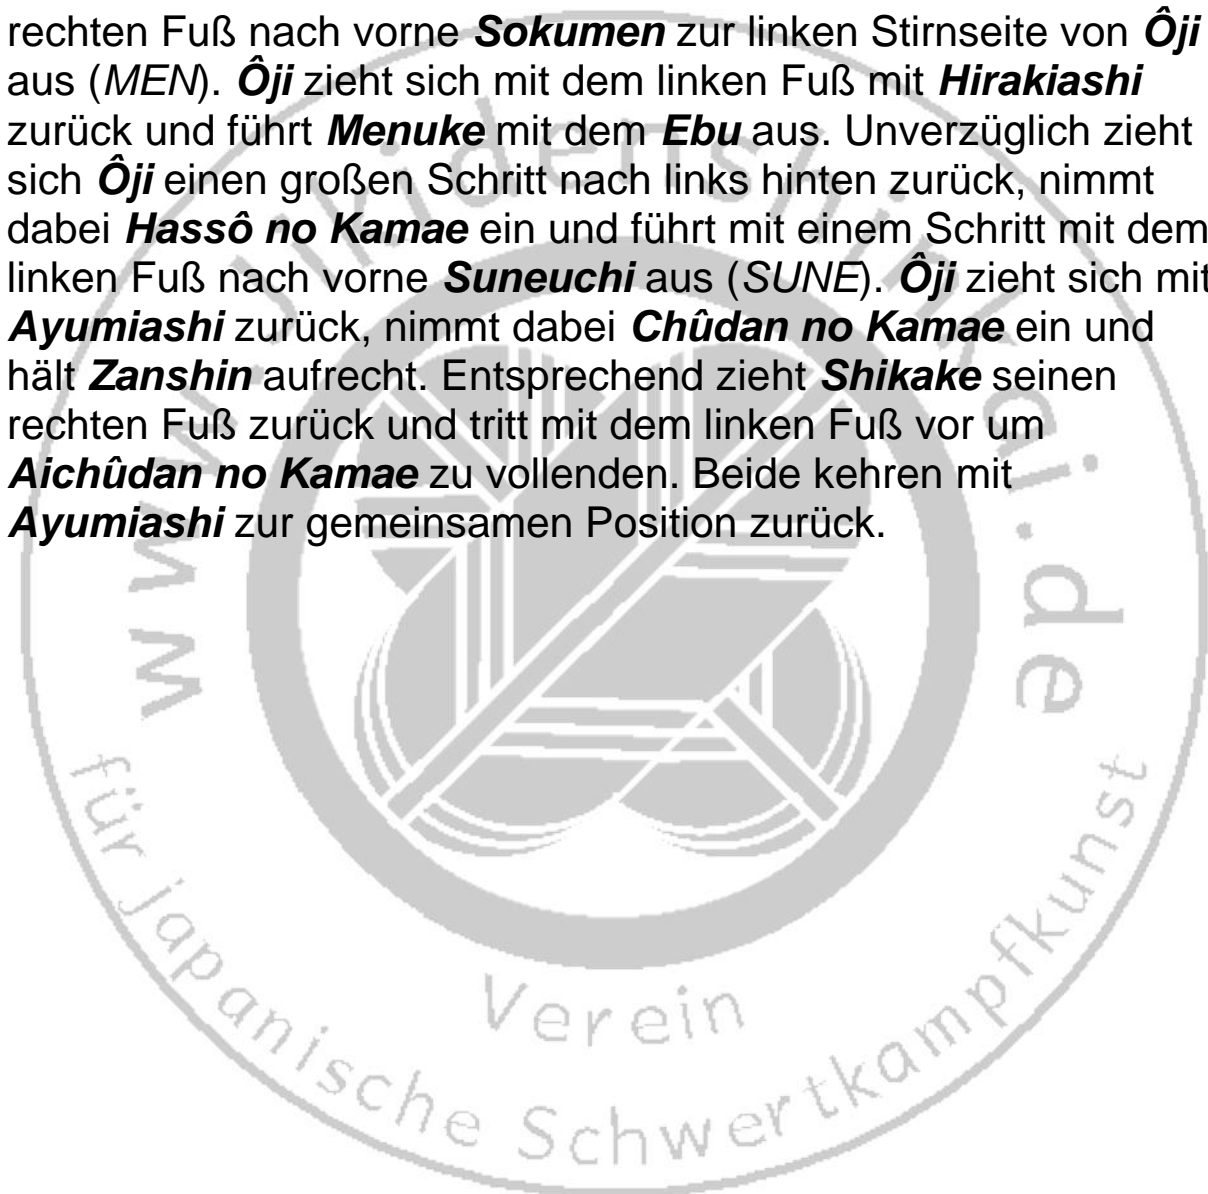 rechten Fuß nach vorne Sokumen zur linken Stirnseite von Ôji
aus (MEN). Ôji zieht sich mit dem linken Fuß mit Hirakiashi
zurück und führt Menuke mit dem Ebu aus. Unverzüglich zieht
sich Ôji einen großen Schritt nach links hinten zurück, nimmt
dabei Hassô no Kamae ein und führt mit einem Schritt mit dem
linken Fuß nach vorne Suneuchi aus (SUNE). Ôji zieht sich mit
Ayumiashi zurück, nimmt dabei Chûdan no Kamae ein und
hält Zanshin aufrecht. Entsprechend zieht Shikake seinen
rechten Fuß zurück und tritt mit dem linken Fuß vor um
Aichûdan no Kamae zu vollenden. Beide kehren mit
Ayumiashi zur gemeinsamen Position zurück.
www.Jikidenshinkai.de
Verein
für japanische Schwertkampfkunst